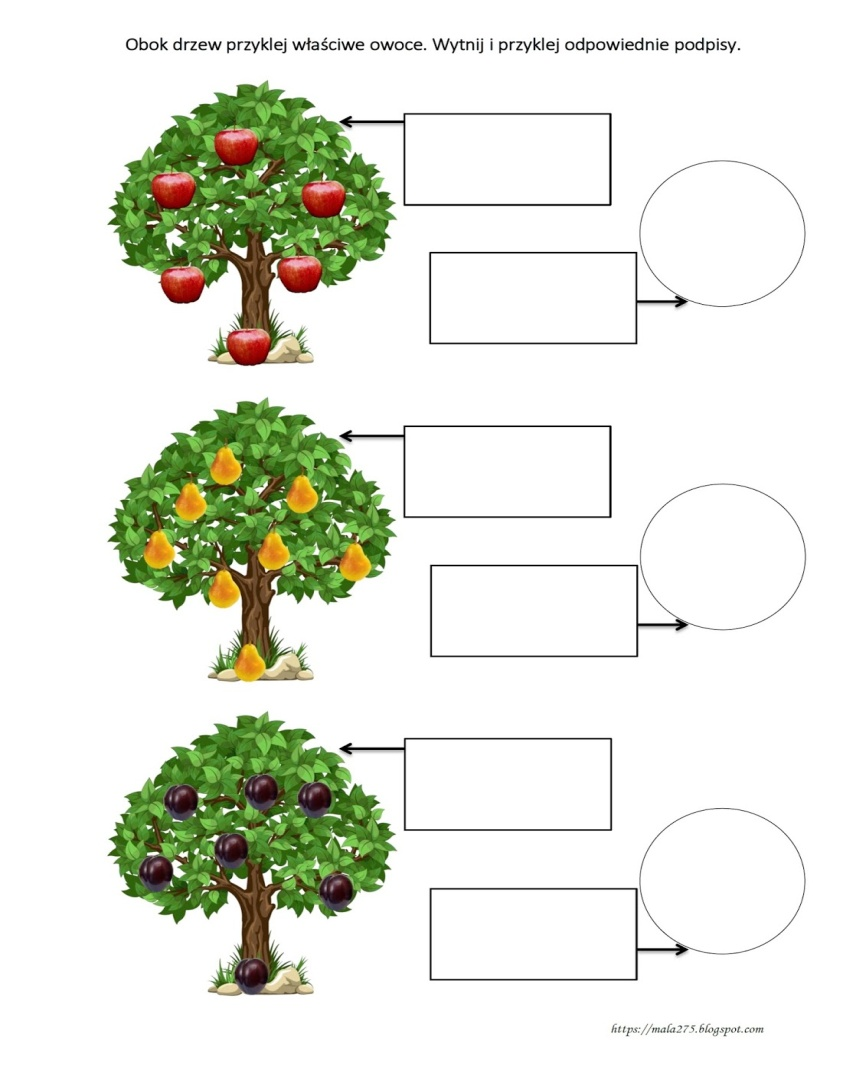 Obok drzew przyklej właściwe owoce. Wytnij i przyklej odpowiednie podpisy.
https://mala275.blogspot.com